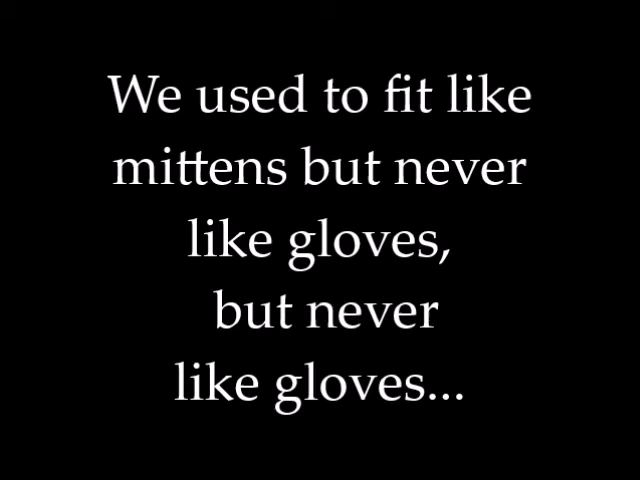 We used to fit like
mittens but never
like gloves,
but never
like gloves...